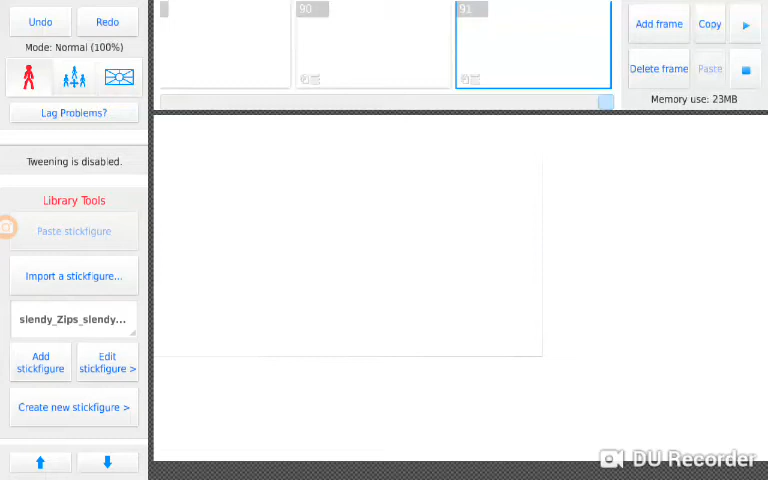 Undo
Redo
Mode: Normal (100%)
Lag Problems?
Tweening is disabled.
Library Tools
Paste stickfigure
Import a stickfigure...
slendy_Zips_slendy...
Add stickfigure
Edit stickfigure >
Create new stickfigure >
90
91
Add frame
Copy
Delete frame
Paste
Memory use: 23MB
DU Recorder